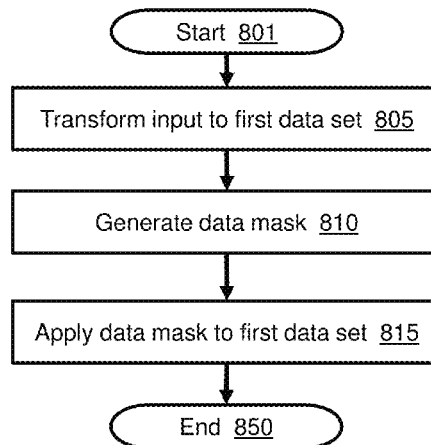 Start 801
Transform input to first data set 805
Generate data mask 810
Apply data mask to first data set 815
End 850